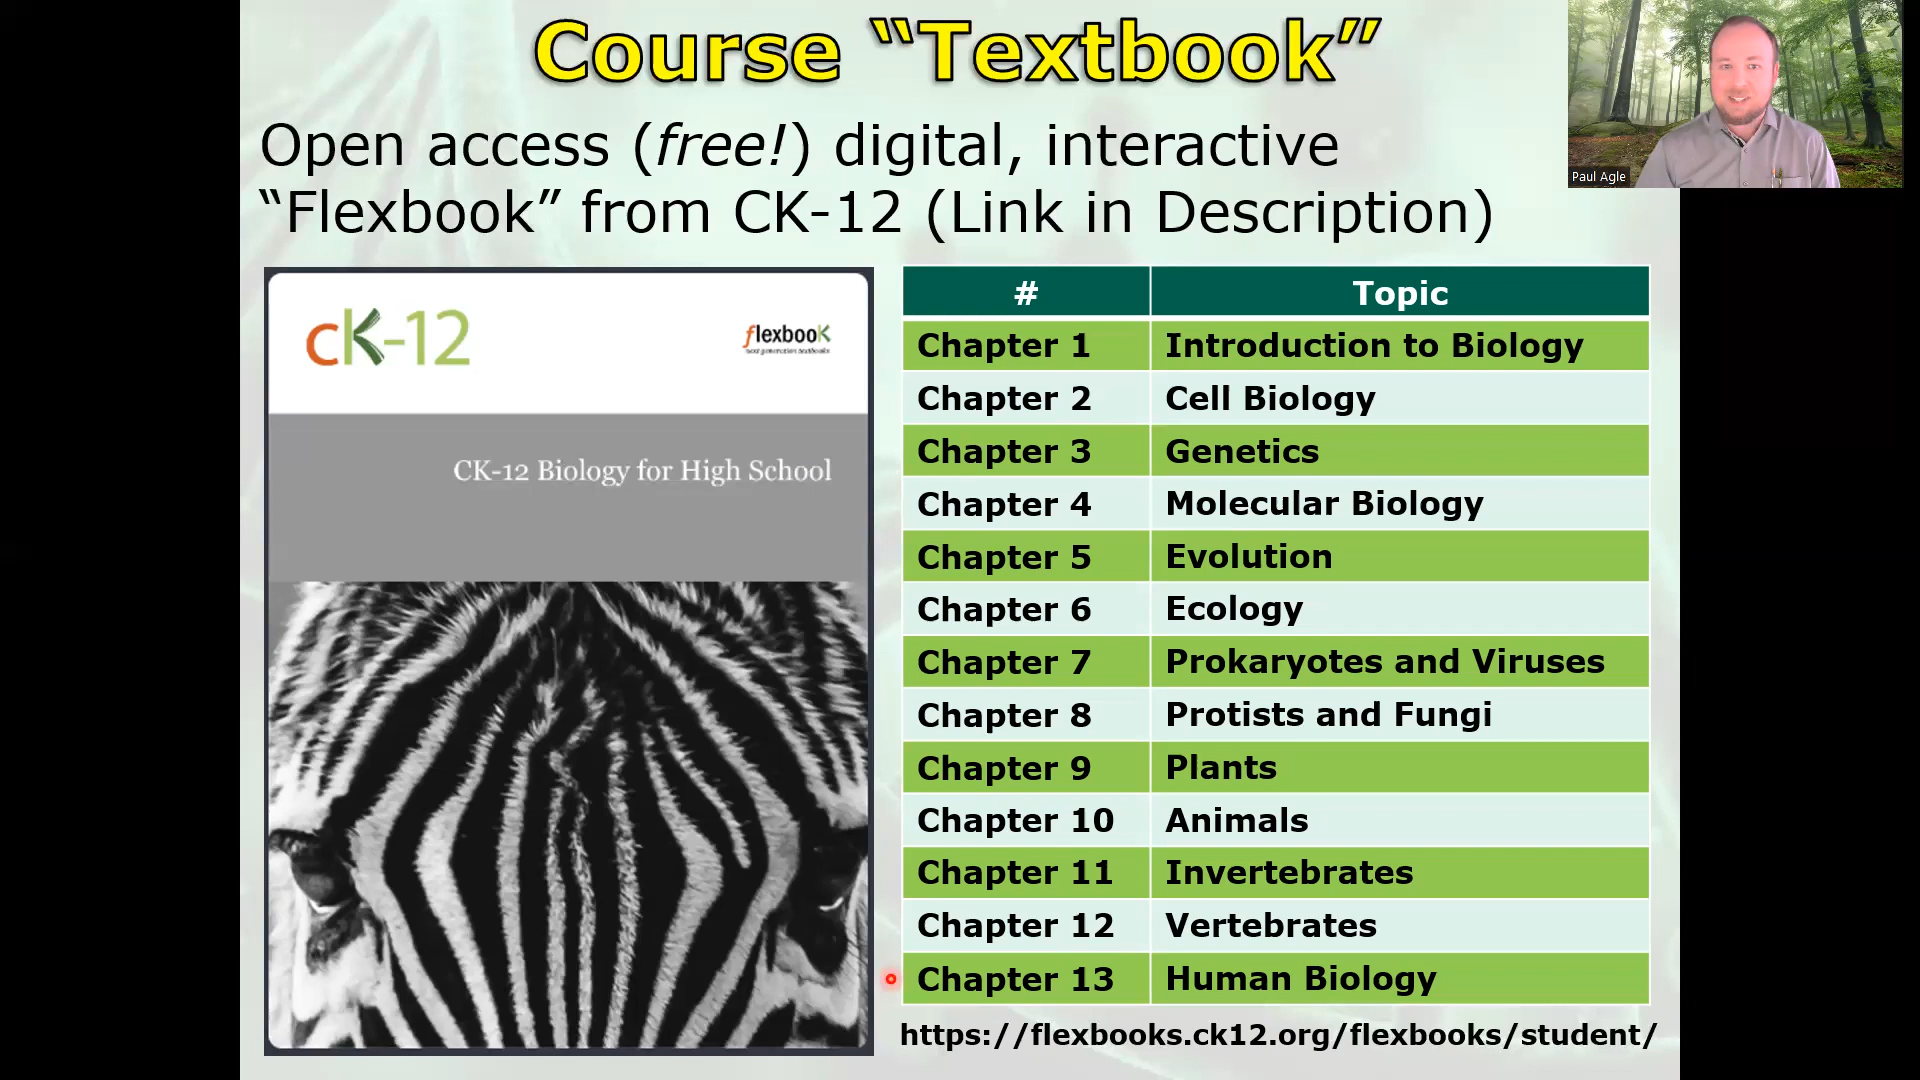 Course “Textbook”
Paul Agle
Open access (free!) digital, interactive
“Flexbook” from CK-12 (Link in Description)
cK-12
flexbooK
next generation textbooks
CK-12 Biology for High School
# Topic
Chapter 1 Introduction to Biology
Chapter 2 Cell Biology
Chapter 3 Genetics
Chapter 4 Molecular Biology
Chapter 5 Evolution
Chapter 6 Ecology
Chapter 7 Prokaryotes and Viruses
Chapter 8 Protists and Fungi
Chapter 9 Plants
Chapter 10 Animals
Chapter 11 Invertebrates
Chapter 12 Vertebrates
Chapter 13 Human Biology
https://flexbooks.ck12.org/flexbooks/student/